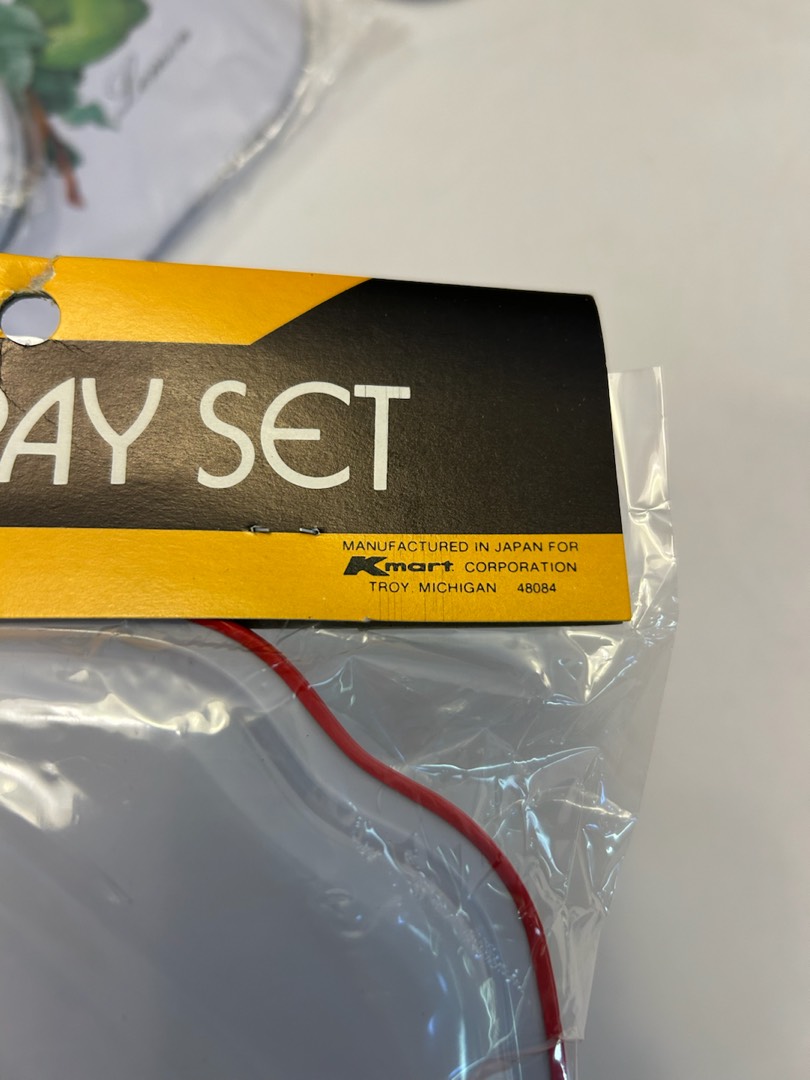 AY SET
MANUFACTURED IN JAPAN FOR
Kmart CORPORATION
TROY MICHIGAN 48084